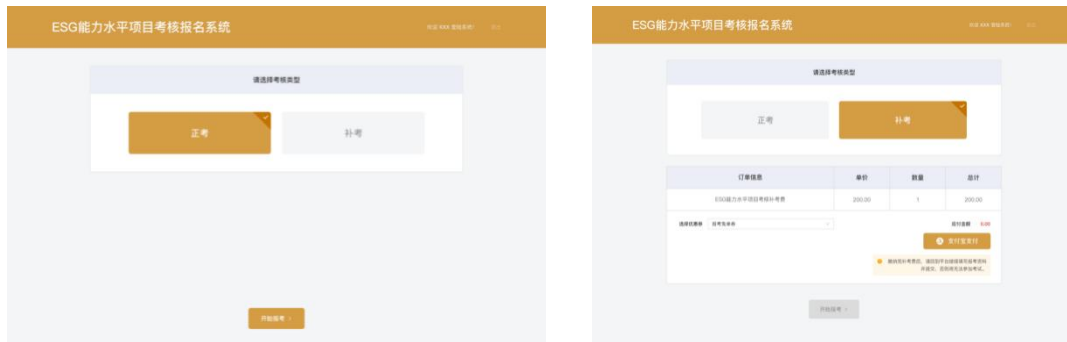 ESG能力水平项目考核报名系统
请选择考核类型
正考
补考
开始报考 ›
ESG能力水平项目考核报名系统
请选择考核类型
正考
补考
订单信息 单价 数量 总计
ESG能力水平项目考核补考费 200.00 1 200.00
选择优惠券 应付金额 0.00
支付宝支付
开始报考 ›